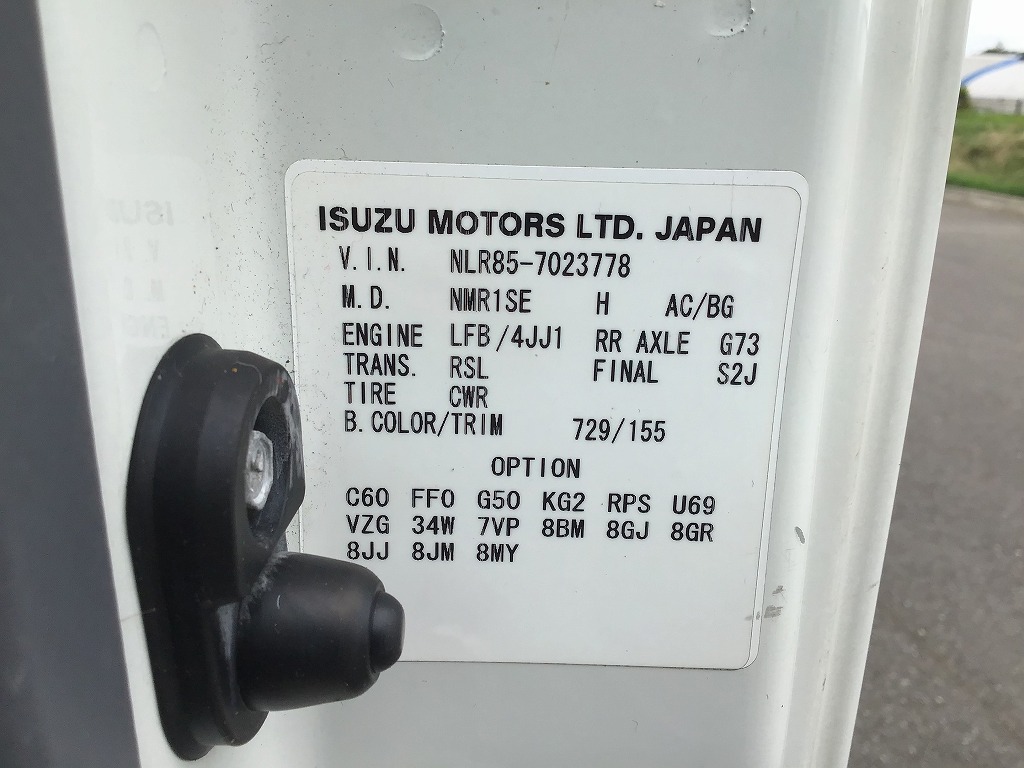 ISUZU MOTORS LTD. JAPAN
V.I.N. NLR85-7023778
M.D. NMR1SE H AC/BG
ENGINE LFB/4JJ1 RR AXLE G73
TRANS. RSL FINAL S2J
TIRE CWR
B.COLOR/TRIM 729/155
OPTION
C60 FF0 G50 KG2 RPS U69
VZG 34W 7VP 8BM 8GJ 8GR
8JJ 8JM 8MY